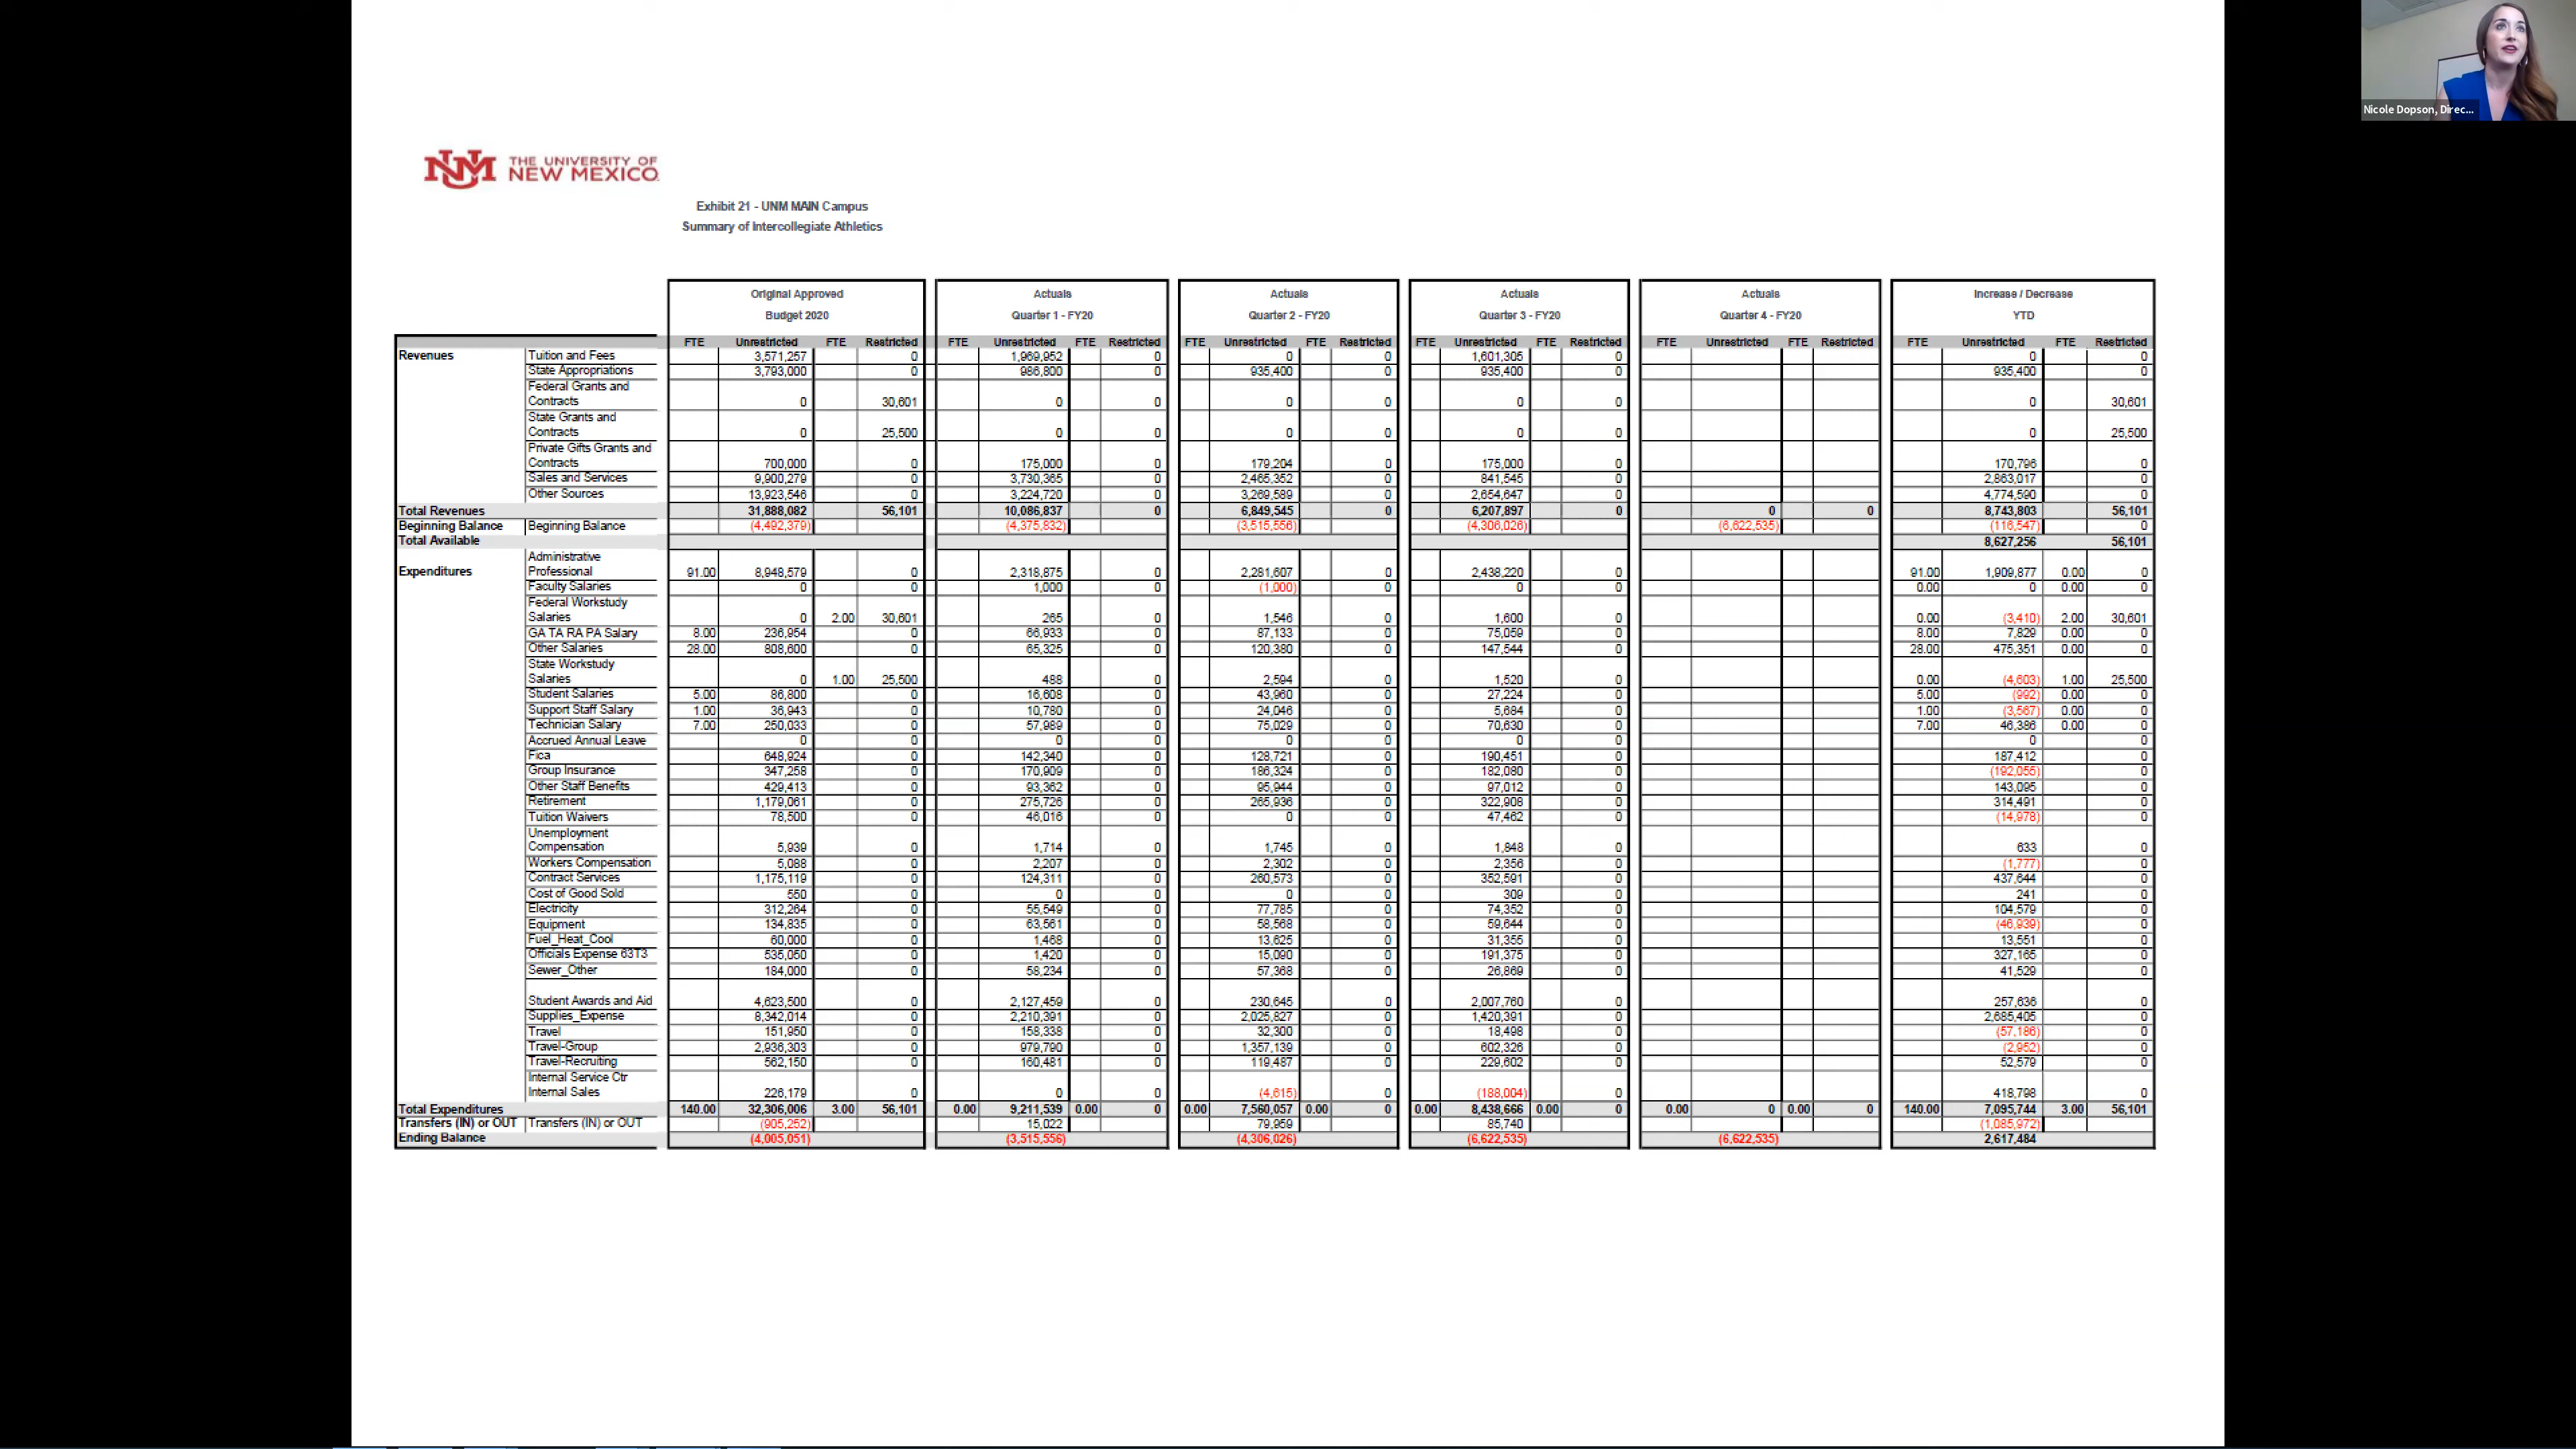 Nicole Dopson, Direc...
UNM THE UNIVERSITY OF
NEW MEXICO
Exhibit 21 - UNM MAIN Campus
Summary of Intercollegiate Athletics
Original Approved Actuals Actuals Actuals Actuals Increase / Decrease
Budget 2020 Quarter 1 - FY20 Quarter 2 - FY20 Quarter 3 - FY20 Quarter 4 - FY20 YTD
FTE Unrestricted FTE Restricted FTE Unrestricted FTE Restricted FTE Unrestricted FTE Restricted FTE Unrestricted FTE Restricted FTE Unrestricted FTE Restricted FTE Unrestricted FTE Restricted
Revenues Tuition and Fees 3,571,257 0 1,969,952 0 0 0 1,601,305 0 0 0
State Appropriations 3,793,000 0 986,800 0 935,400 0 935,400 0 935,400 0
Federal Grants and
Contracts 0 30,601 0 0 0 0 0 0 0 30,601
State Grants and
Contracts 0 25,500 0 0 0 0 0 0 0 25,500
Private Gifts Grants and
Contracts 700,000 0 175,000 0 179,204 0 175,000 0 170,796 0
Sales and Services 9,900,279 0 3,730,365 0 2,465,352 0 841,545 0 2,863,017 0
Other Sources 13,923,546 0 3,224,720 0 3,269,589 0 2,654,647 0 4,774,590 0
Total Revenues 31,888,082 56,101 10,086,837 0 6,849,545 0 6,207,897 0 0 0 8,743,803 56,101
Beginning Balance Beginning Balance (4,492,379) (4,375,832) (3,515,556) (4,306,026) (6,622,535) (116,547) 0
Total Available 8,627,256 56,101
Administrative
Expenditures Professional 91.00 8,948,579 0 2,318,875 0 2,281,607 0 2,438,220 0 91.00 1,909,877 0.00 0
Faculty Salaries 0 0 1,000 0 (1,000) 0 0 0 0.00 0 0.00 0
Federal Workstudy
Salaries 0 2.00 30,601 265 0 1,546 0 1,600 0 0.00 (3,410) 2.00 30,601
GA TA RA PA Salary 8.00 236,954 0 66,933 0 87,133 0 75,059 0 8.00 7,829 0.00 0
Other Salaries 28.00 808,600 0 65,325 0 120,380 0 147,544 0 28.00 475,351 0.00 0
State Workstudy
Salaries 0 1.00 25,500 488 0 2,594 0 1,520 0 0.00 (4,603) 1.00 25,500
Student Salaries 5.00 86,800 0 16,608 0 43,960 0 27,224 0 5.00 (992) 0.00 0
Support Staff Salary 1.00 36,943 0 10,780 0 24,046 0 5,684 0 1.00 (3,567) 0.00 0
Technician Salary 7.00 250,033 0 57,989 0 75,029 0 70,630 0 7.00 46,386 0.00 0
Accrued Annual Leave 0 0 0 0 0 0 0 0 0 0
Fica 648,924 0 142,340 0 128,721 0 190,451 0 187,412 0
Group Insurance 347,258 0 170,909 0 186,324 0 182,080 0 (192,055) 0
Other Staff Benefits 429,413 0 93,362 0 95,944 0 97,012 0 143,095 0
Retirement 1,179,061 0 275,726 0 265,936 0 322,908 0 314,491 0
Tuition Waivers 78,500 0 46,016 0 0 0 47,462 0 (14,978) 0
Unemployment
Compensation 5,939 0 1,714 0 1,745 0 1,848 0 633 0
Workers Compensation 5,088 0 2,207 0 2,302 0 2,356 0 (1,777) 0
Contract Services 1,175,119 0 124,311 0 260,573 0 352,591 0 437,644 0
Cost of Good Sold 550 0 0 0 0 0 309 0 241 0
Electricity 312,264 0 55,549 0 77,785 0 74,352 0 104,579 0
Equipment 134,835 0 63,561 0 58,568 0 59,644 0 (46,939) 0
Fuel_Heat_Cool 60,000 0 1,468 0 13,625 0 31,355 0 13,551 0
Officials Expense 63T3 535,050 0 1,420 0 15,090 0 191,375 0 327,165 0
Sewer_Other 184,000 0 58,234 0 57,368 0 26,869 0 41,529 0
Student Awards and Aid 4,623,500 0 2,127,459 0 230,645 0 2,007,760 0 257,636 0
Supplies_Expense 8,342,014 0 2,210,391 0 2,025,827 0 1,420,391 0 2,685,405 0
Travel 151,950 0 158,338 0 32,300 0 18,498 0 (57,186) 0
Travel-Group 2,936,303 0 979,790 0 1,357,139 0 602,326 0 (2,952) 0
Travel-Recruiting 562,150 0 160,481 0 119,487 0 229,602 0 52,579 0
Internal Service Ctr
Internal Sales 226,179 0 0 0 (4,615) 0 (188,004) 0 418,798 0
Total Expenditures 140.00 32,306,006 3.00 56,101 0.00 9,211,539 0.00 0 0.00 7,560,057 0.00 0 0.00 8,438,666 0.00 0 0.00 0 0.00 0 140.00 7,095,744 3.00 56,101
Transfers (IN) or OUT Transfers (IN) or OUT (905,252) 15,022 79,959 85,740 (1,085,972)
Ending Balance (4,005,051) (3,515,556) (4,306,026) (6,622,535) (6,622,535) 2,617,484